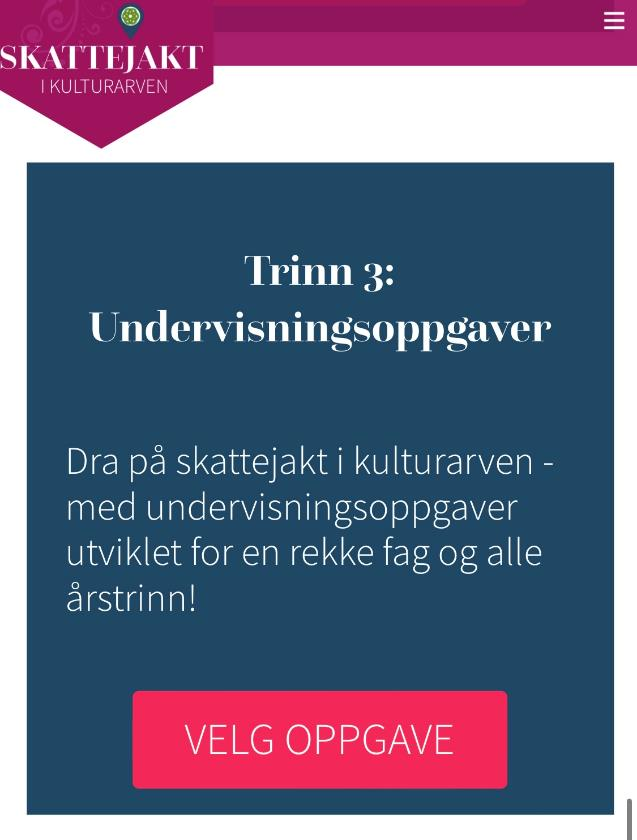 SKATTEJAKT
I KULTURARVEN
Trinn 3:
Undervisningsoppgaver
Dra på skattejakt i kulturarven -
med undervisningsoppgaver
utviklet for en rekke fag og alle
årstrinn!
VELG OPPGAVE